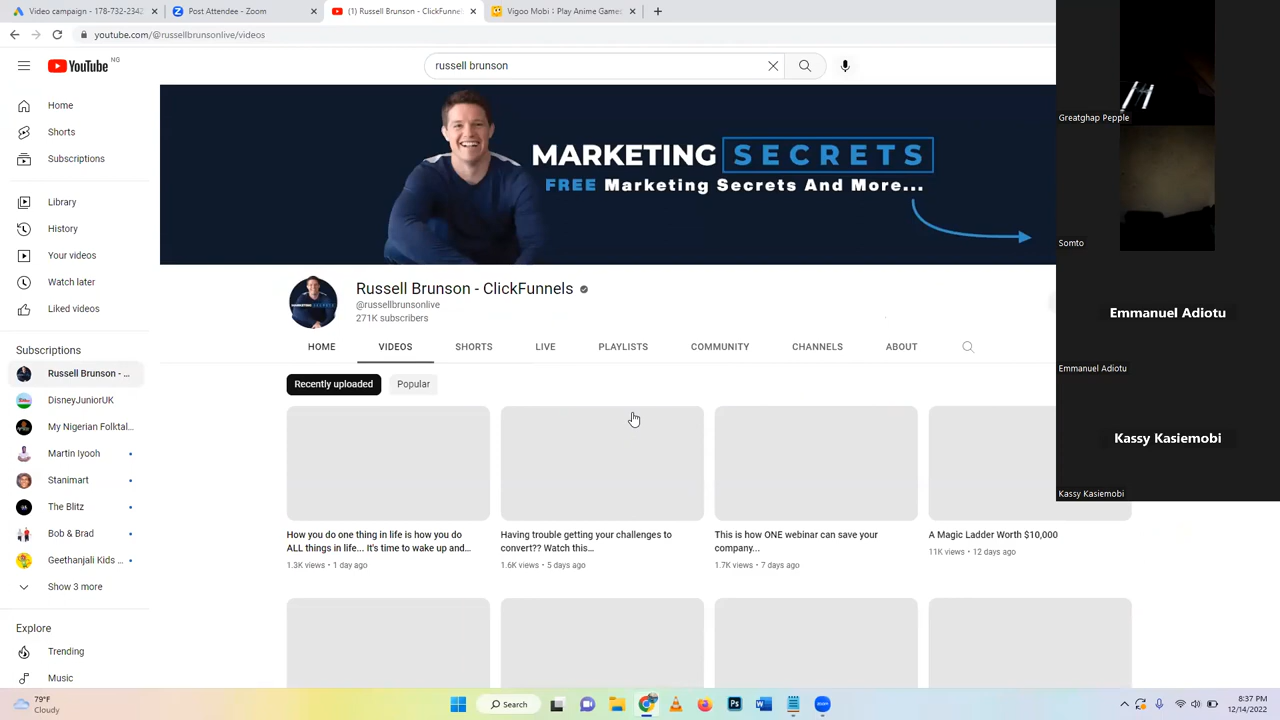 Video campaign - 178-732-2342
Post Attendee - Zoom
(1) Russell Brunson - ClickFunnel
Vigoo Mobi : Play Anime Games
youtube.com/@russellbrunsonlive/videos
YouTube NG
russell brunson
Home
Shorts
Subscriptions
Library
History
Your videos
Watch later
Liked videos
Subscriptions
Russell Brunson - ...
DisneyJuniorUK
My Nigerian Folktal...
Martin Iyooh
Stanimart
The Blitz
Bob & Brad
Geethanjali Kids ...
Show 3 more
Explore
Trending
Music
MARKETING SECRETS
FREE Marketing Secrets And More...
Russell Brunson - ClickFunnels
@russellbrunsonlive
271K subscribers
HOME VIDEOS SHORTS LIVE PLAYLISTS COMMUNITY CHANNELS ABOUT
Recently uploaded Popular
How you do one thing in life is how you do
ALL things in life... It's time to wake up and...
1.3K views • 1 day ago
Having trouble getting your challenges to
convert?? Watch this...
1.6K views • 5 days ago
This is how ONE webinar can save your
company...
1.7K views • 7 days ago
A Magic Ladder Worth $10,000
11K views • 12 days ago
Greatghap Pepple
Somto
Emmanuel Adiotu
Emmanuel Adiotu
Kassy Kasiemobi
Kassy Kasiemobi
79°F
Cloudy
Search
8:37 PM
12/14/2022